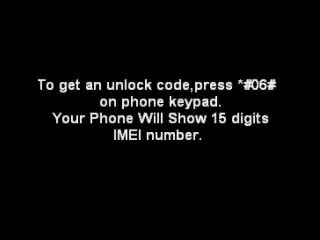 To get an unlock code,press *#06#
on phone keypad.
Your Phone Will Show 15 digits
IMEI number.